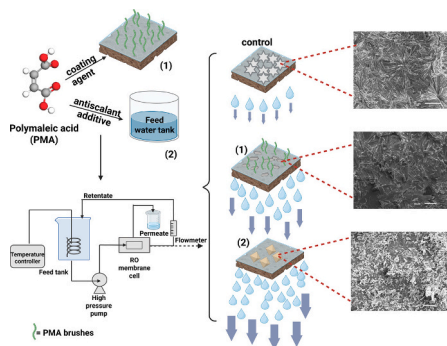 coating
agent
(1)
Polymaleic acid
(PMA)
antiscalant
additive
Feed
water tank
(2)
control
(1)
(2)
Retentate
Permeate
Flowmeter
Temperature
controller
Feed tank
High
pressure
pump
RO
membrane
cell
= PMA brushes